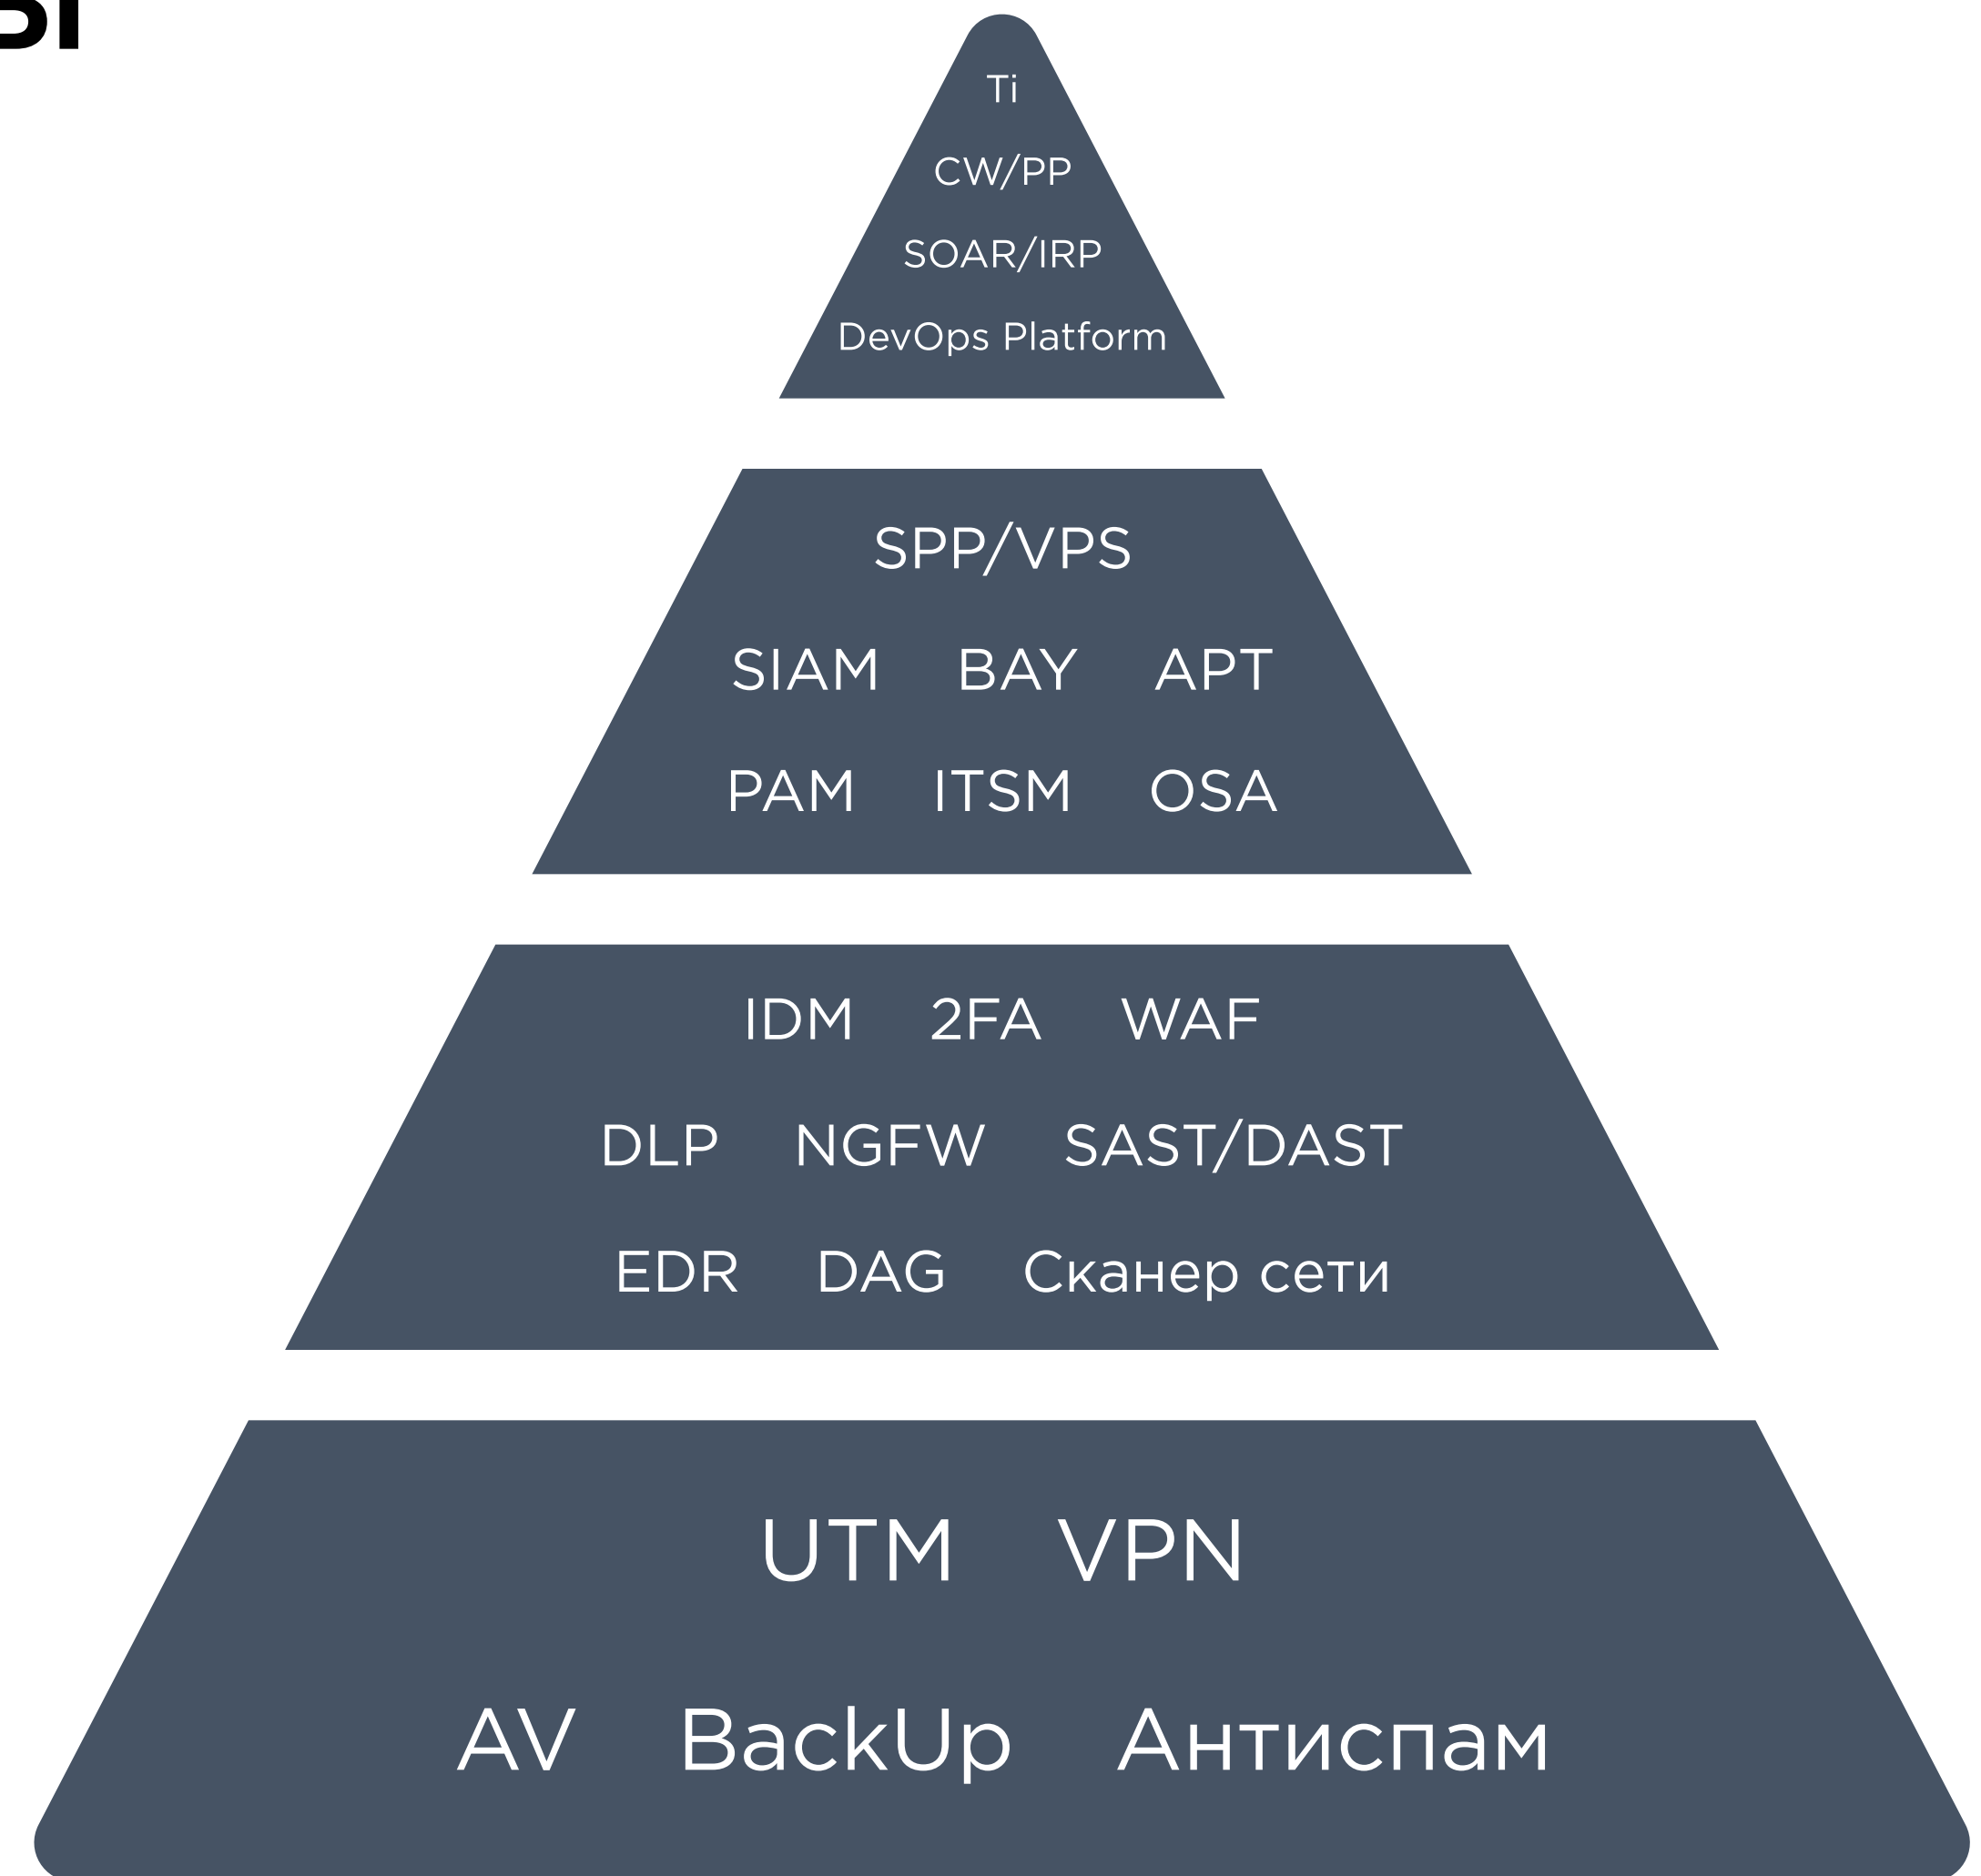 Ti
CW/PP
SOAR/IRP
DevOps Platform
SPP/VPS
SIAM BAY APT
PAM ITSM OSA
IDM 2FA WAF
DLP NGFW SAST/DAST
EDR DAG Сканер сети
UTM VPN
AV BackUp Антиспам